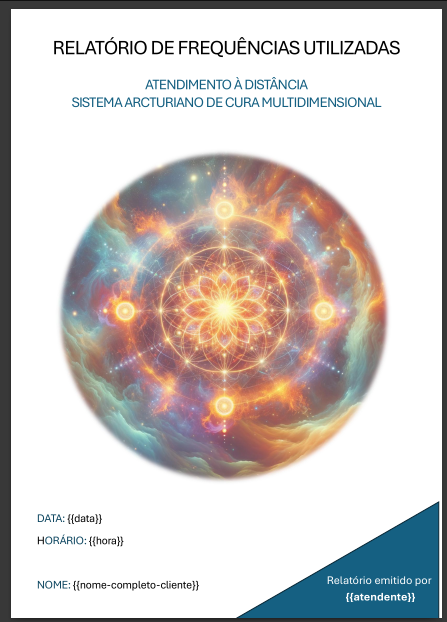 RELATÓRIO DE FREQUÊNCIAS UTILIZADAS
ATENDIMENTO À DISTÂNCIA
SISTEMA ARCTURIANO DE CURA MULTIDIMENSIONAL
DATA: {{data}}
HORÁRIO: {{hora}}
NOME: {{nome-completo-cliente}}
Relatório emitido por
{{atendente}}